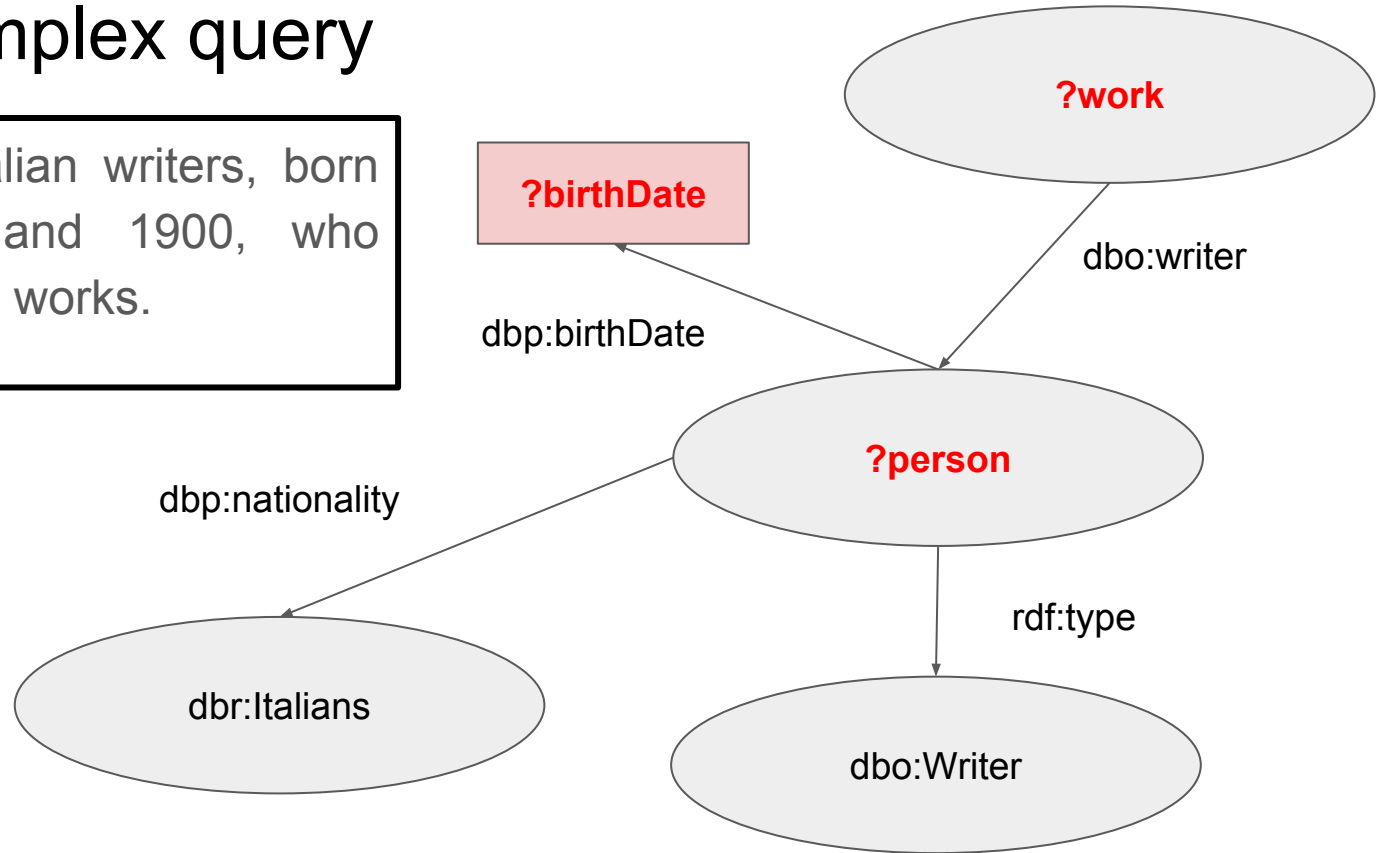 mplex query
alian writers, born
and 1900, who
works.
?work
?birthDate
dbo:writer
dbp:birthDate
?person
dbp:nationality
rdf:type
dbr:Italians
dbo:Writer